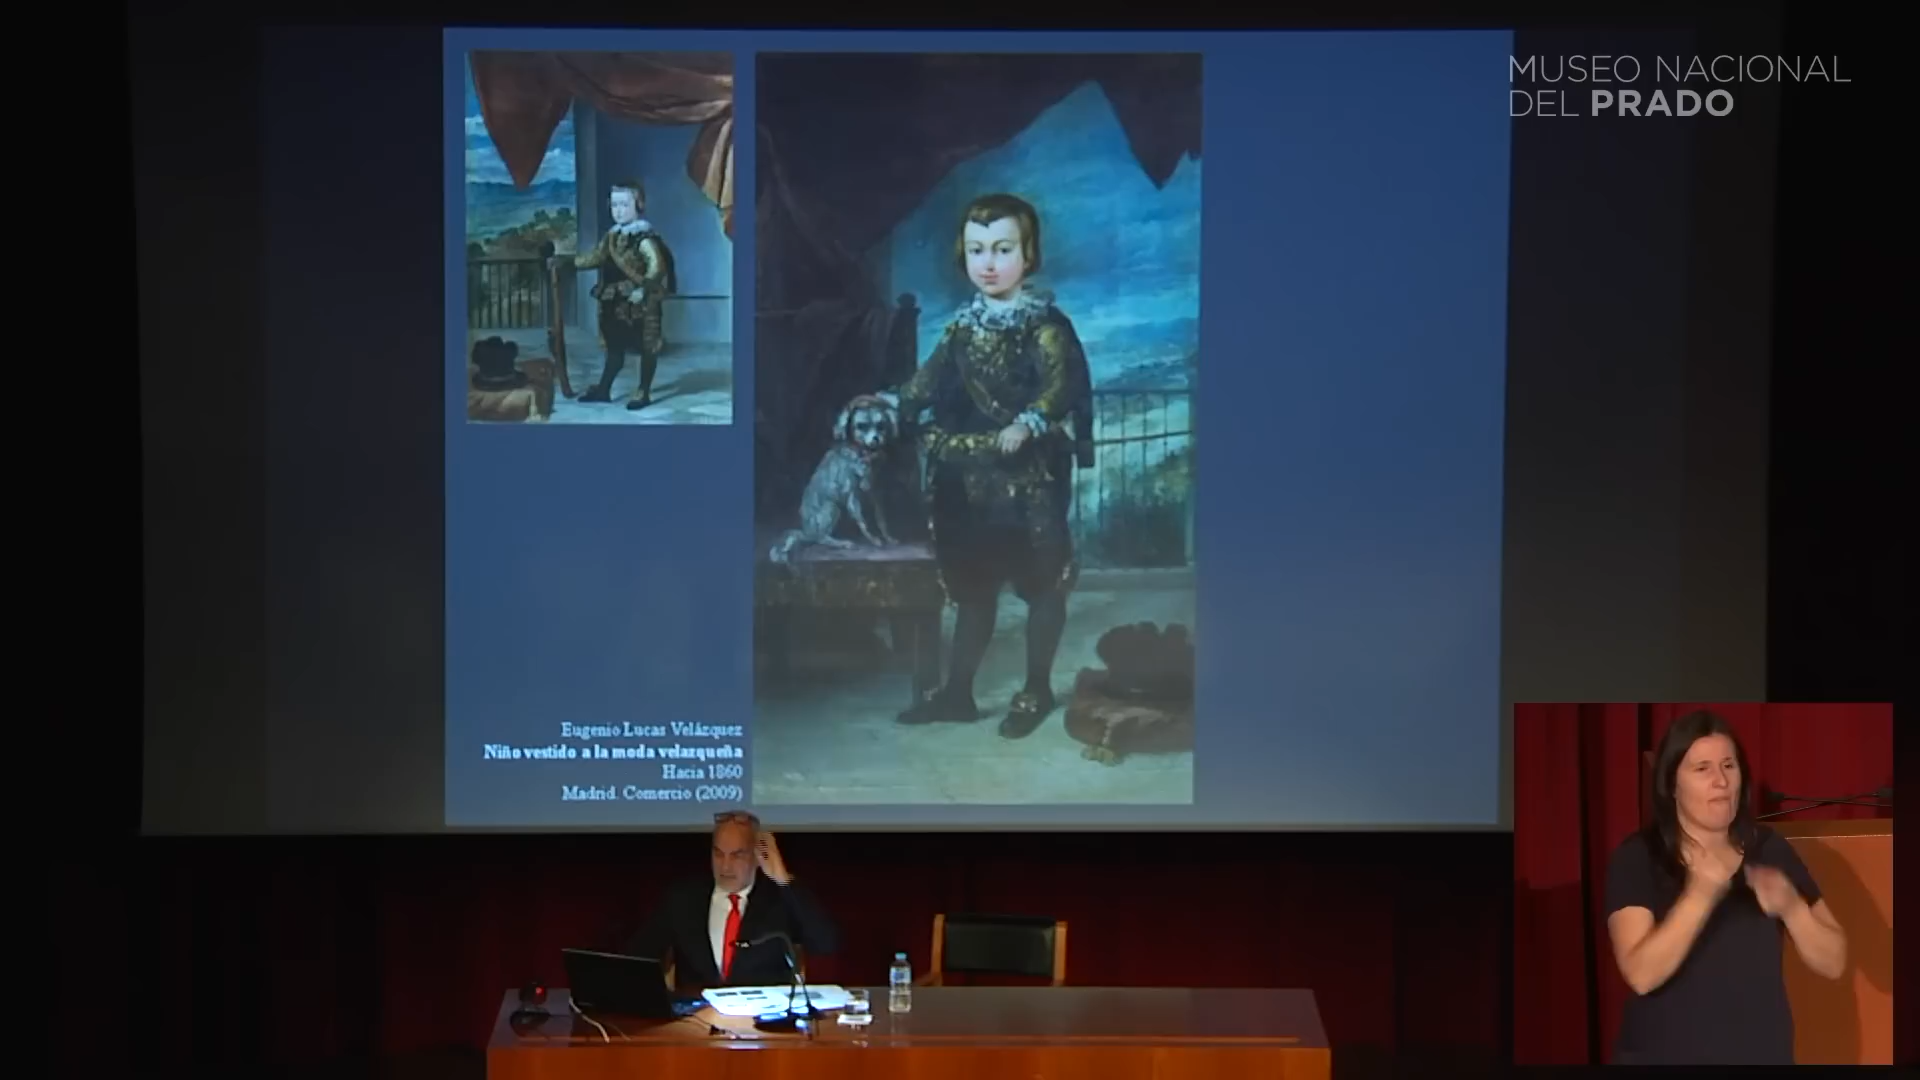 MUSEO NACIONAL
DEL PRADO
Eugenio Lucas Velázquez
Niño vestido a la moda velazqueña
Hacia 1860
Madrid. Comercio (2009)